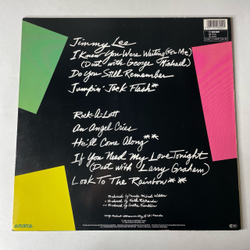 Jimmy Lee
I Knew You Were Waiting (For Me)
(Duet with George Michael)
Do You Still Remember
Jumpin' Jack Flash*
Rock-A-Lott
An Angel Cries
He'll Come Along**
If You Need My Love Tonight
(Duet with Larry Graham)
Look To The Rainbow**
ARISTA